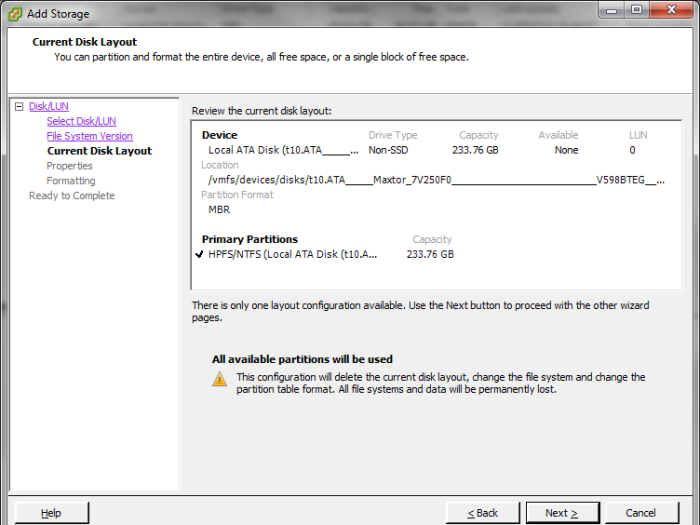 Add Storage
Current Disk Layout
You can partition and format the entire device, all free space, or a single block of free space.
Disk/LUN
Select Disk/LUN
File System Version
Current Disk Layout
Properties
Formatting
Ready to Complete
Review the current disk layout:
Device Drive Type Capacity Available LUN
Local ATA Disk (t10.ATA_____... Non-SSD 233.76 GB None 0
Location
/vmfs/devices/disks/t10.ATA_____Maxtor_7V250F0__________________________V598BTEG__...
Partition Format
MBR
Primary Partitions Capacity
HPFS/NTFS (Local ATA Disk (t10.A... 233.76 GB
There is only one layout configuration available. Use the Next button to proceed with the other wizard
pages.
All available partitions will be used
This configuration will delete the current disk layout, change the file system and change the
partition table format. All file systems and data will be permanently lost.
Help < Back Next > Cancel